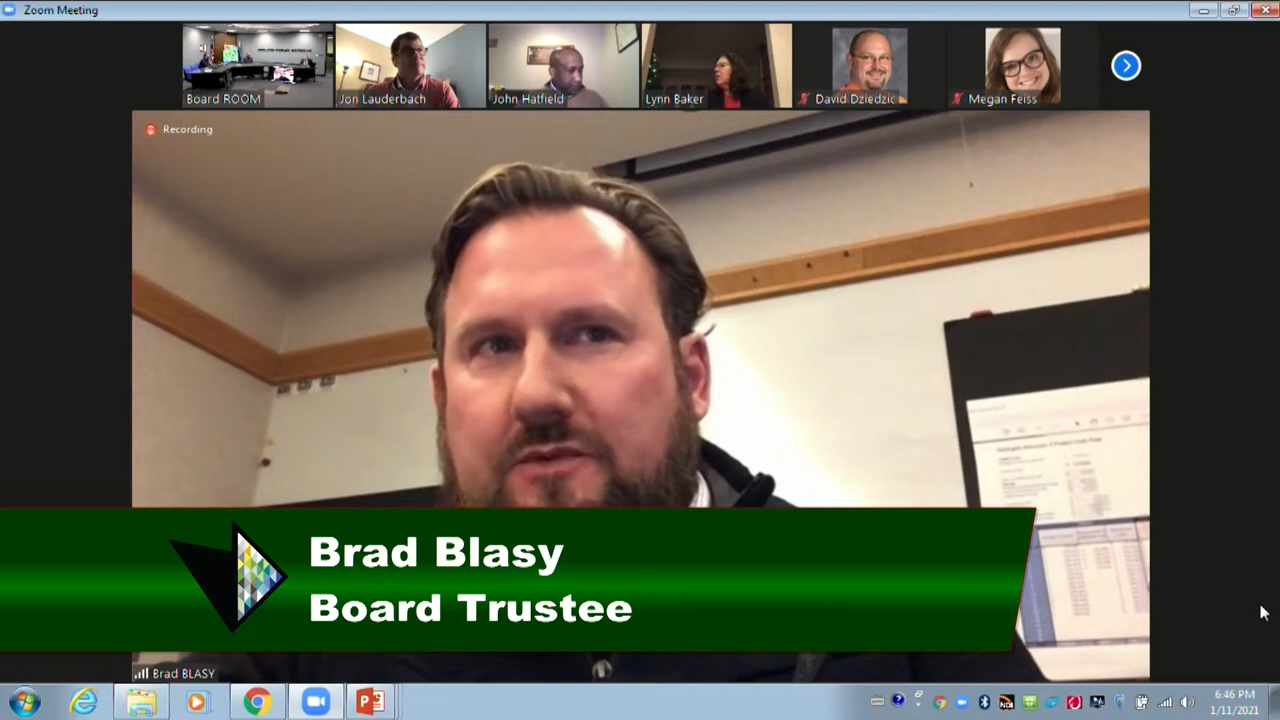 Zoom Meeting
Board ROOM
Jon Lauderbach
John Hatfield
Lynn Baker
David Dziedzic
Megan Feiss
Recording
Brad Blasy
Board Trustee
Brad BLASY
6:46 PM
1/11/2021